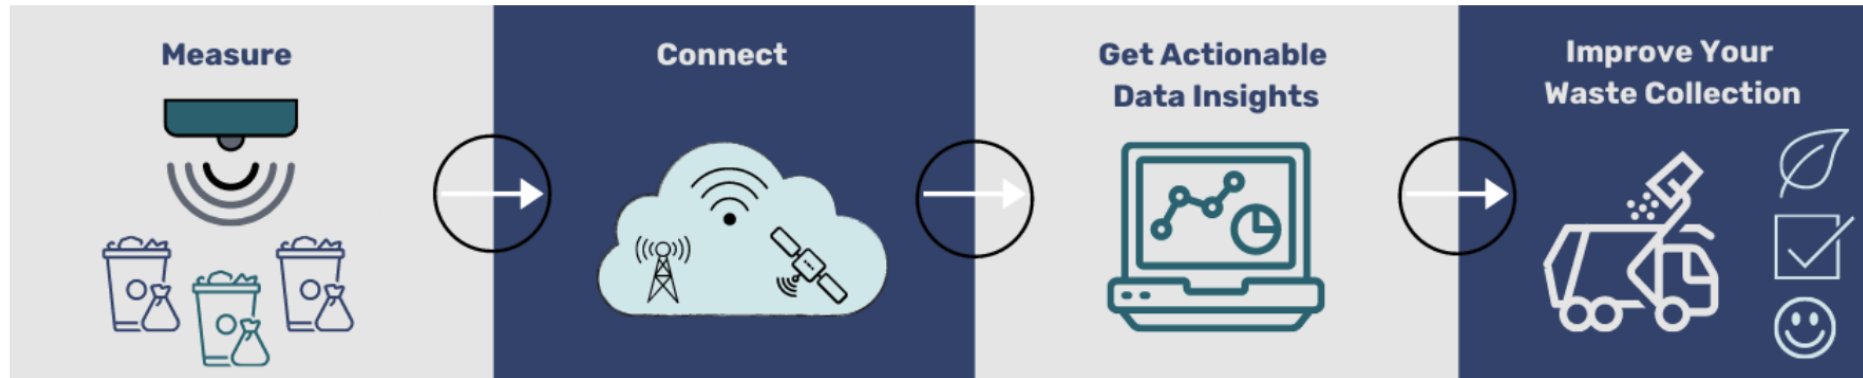 Measure
Connect
Get Actionable
Data Insights
Improve Your
Waste Collection